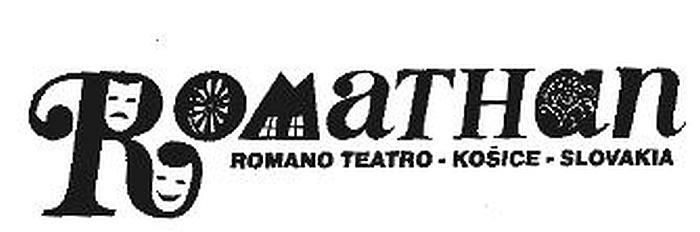 RomaTHan
ROMANO TEATRO - KOŠICE - SLOVAKIA